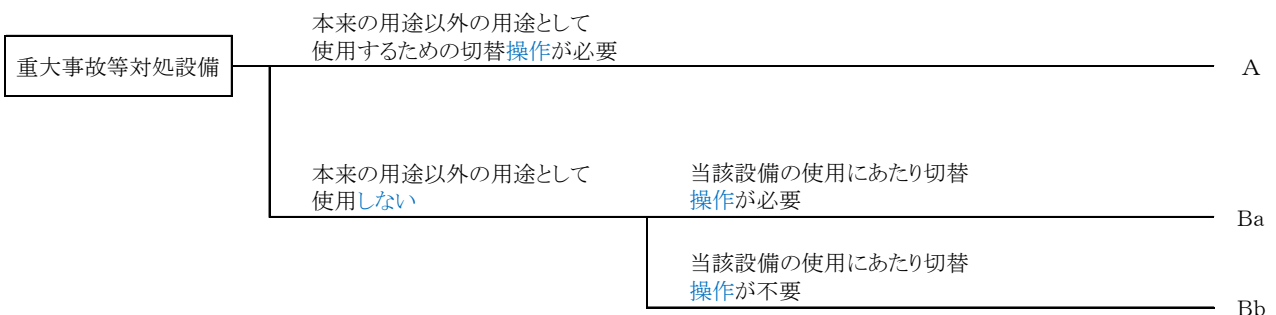 本来の用途以外の用途として
使用するための切替操作が必要
重大事故等対処設備
A
本来の用途以外の用途として
使用しない
当該設備の使用にあたり切替
操作が必要
Ba
当該設備の使用にあたり切替
操作が不要
Bb